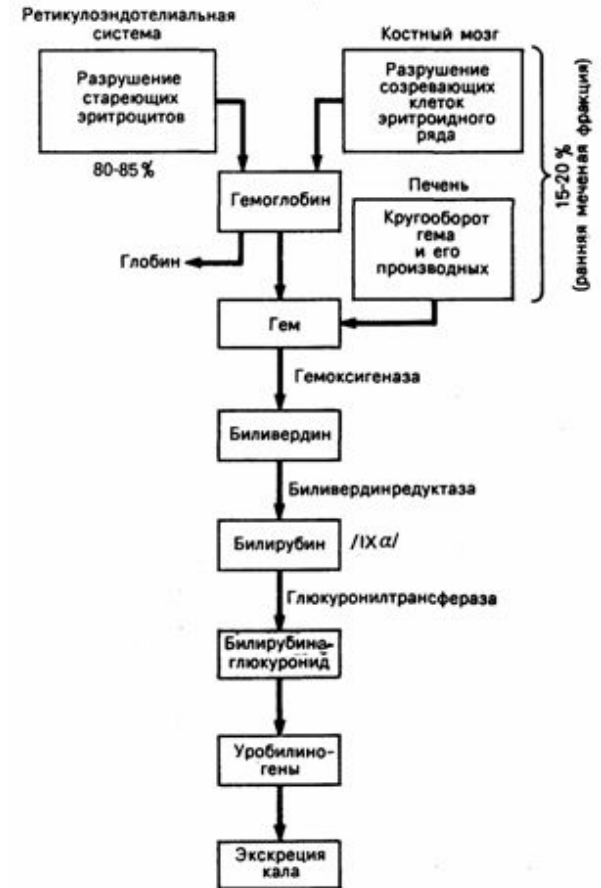 Ретикулоэндотелиальная
система
Разрушение
стареющих
эритроцитов
80-85%
Костный мозг
Разрушение
созревающих
клеток
эритроидного
ряда
15-20 %
(ранняя меченая фракция)
Гемоглобин
Глобин
Печень
Кругооборот
гема
и его
производных
Гем
Гемоксигеназа
Биливердин
Биливердинредуктаза
Билирубин
/IXα/
Глюкуронилтрансфераза
Билирубина-
глюкуронид
Уробилино-
гены
Экскреция
кала